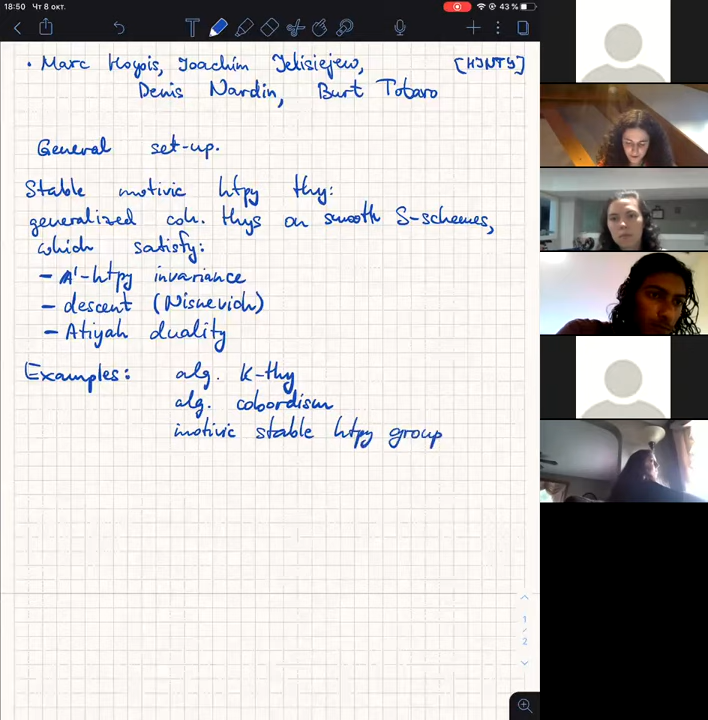 18:50 Чт 8 окт.
43 %
• Marc Hoyois, Joachim Jelisiejew, [HJNTY]
Denis Nardin, Burt Totaro
General set-up.
Stable motivic htpy thy:
generalized coh. thys on smooth S-schemes,
which satisfy:
- A¹-htpy invariance
- descent (Nisnevich)
- Atiyah duality
Examples: alg. K-thy
alg. cobordism
motivic stable htpy group
1
/
2